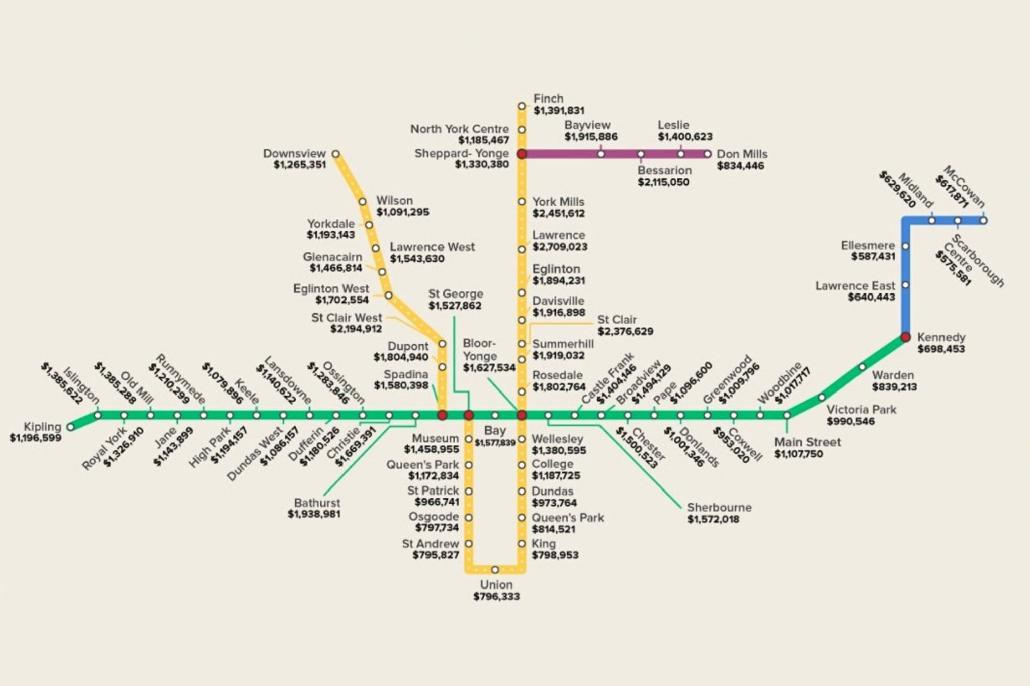 Finch
$1,391,831
North York Centre
$1,185,467
Sheppard- Yonge
$1,330,380
Bayview
$1,915,886
Leslie
$1,400,623
Bessarion
$2,115,050
Don Mills
$834,446
Downsview
$1,265,351
Wilson
$1,091,295
Yorkdale
$1,193,143
Lawrence West
$1,543,630
Glenacairn
$1,466,814
Eglinton West
$1,702,554
St Clair West
$2,194,912
Dupont
$1,804,940
Spadina
$1,580,398
St George
$1,527,862
Bloor-
Yonge
$1,627,534
York Mills
$2,451,612
Lawrence
$2,709,023
Eglinton
$1,894,231
Davisville
$1,916,898
St Clair
$2,376,629
Summerhill
$1,919,032
Rosedale
$1,802,764
McCowan
$617,871
Midland
$629,620
Scarborough
Centre
$575,581
Ellesmere
$587,431
Lawrence East
$640,443
Kennedy
$698,453
Warden
$839,213
Victoria Park
$990,546
Main Street
$1,107,750
Kipling
$1,196,599
Islington
$1,385,622
Royal York
$1,326,910
Old Mill
$1,385,288
Jane
$1,143,899
Runnymede
$1,210,299
High Park
$1,194,157
Keele
$1,079,896
Dundas West
$1,086,157
Lansdowne
$1,140,622
Dufferin
$1,180,526
Ossington
$1,283,846
Christie
$1,669,391
Bathurst
$1,938,981
Bay
$1,577,839
Sherbourne
$1,572,018
Castle Frank
$1,404,146
Broadview
$1,494,129
Chester
$1,500,523
Pape
$1,096,600
Donlands
$1,001,346
Greenwood
$1,009,796
Coxwell
$953,020
Woodbine
$1,017,717
Museum
$1,458,955
Queen's Park
$1,172,834
St Patrick
$966,741
Osgoode
$797,734
St Andrew
$795,827
Union
$796,333
Wellesley
$1,380,595
College
$1,187,725
Dundas
$973,764
Queen's Park
$814,521
King
$798,953